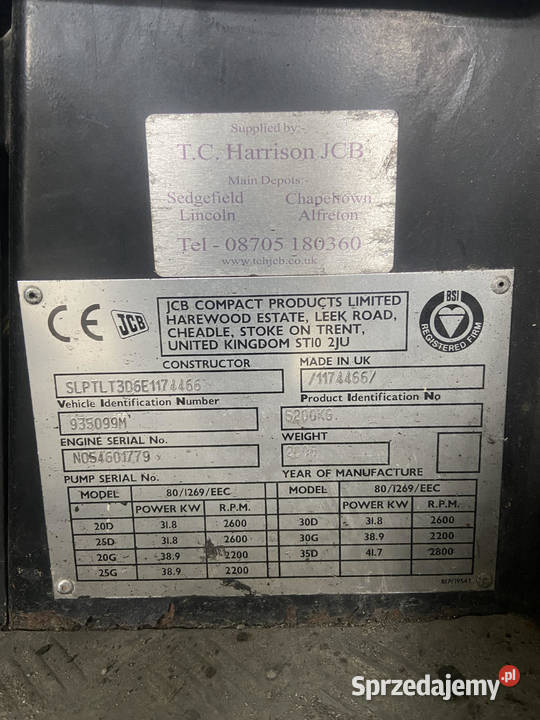 Supplied by:-
T.C. Harrison JCB
Main Depots:-
Sedgefield Chapeltown
Lincoln Alfreton
Tel - 08705 180360
www.tchjcb.co.uk
CE JCB
JCB COMPACT PRODUCTS LIMITED
HAREWOOD ESTATE, LEEK ROAD,
CHEADLE, STOKE ON TRENT,
UNITED KINGDOM ST10 2JU
BSI
REGISTERED FIRM
CONSTRUCTOR MADE IN UK
SLPTLT3D6E1174466 /1174466/
Vehicle Identification Number Product Identification No
935099M 5200KG
ENGINE SERIAL No. WEIGHT
N054601779
PUMP SERIAL No. YEAR OF MANUFACTURE
MODEL 80/1269/EEC MODEL 80/1269/EEC
POWER KW R.P.M. POWER KW R.P.M.
20D 31.8 2600 30D 31.8 2600
25D 31.8 2600 30G 38.9 2200
20G 38.9 2200 35D 41.7 2800
25G 38.9 2200
Sprzedajemy.pl